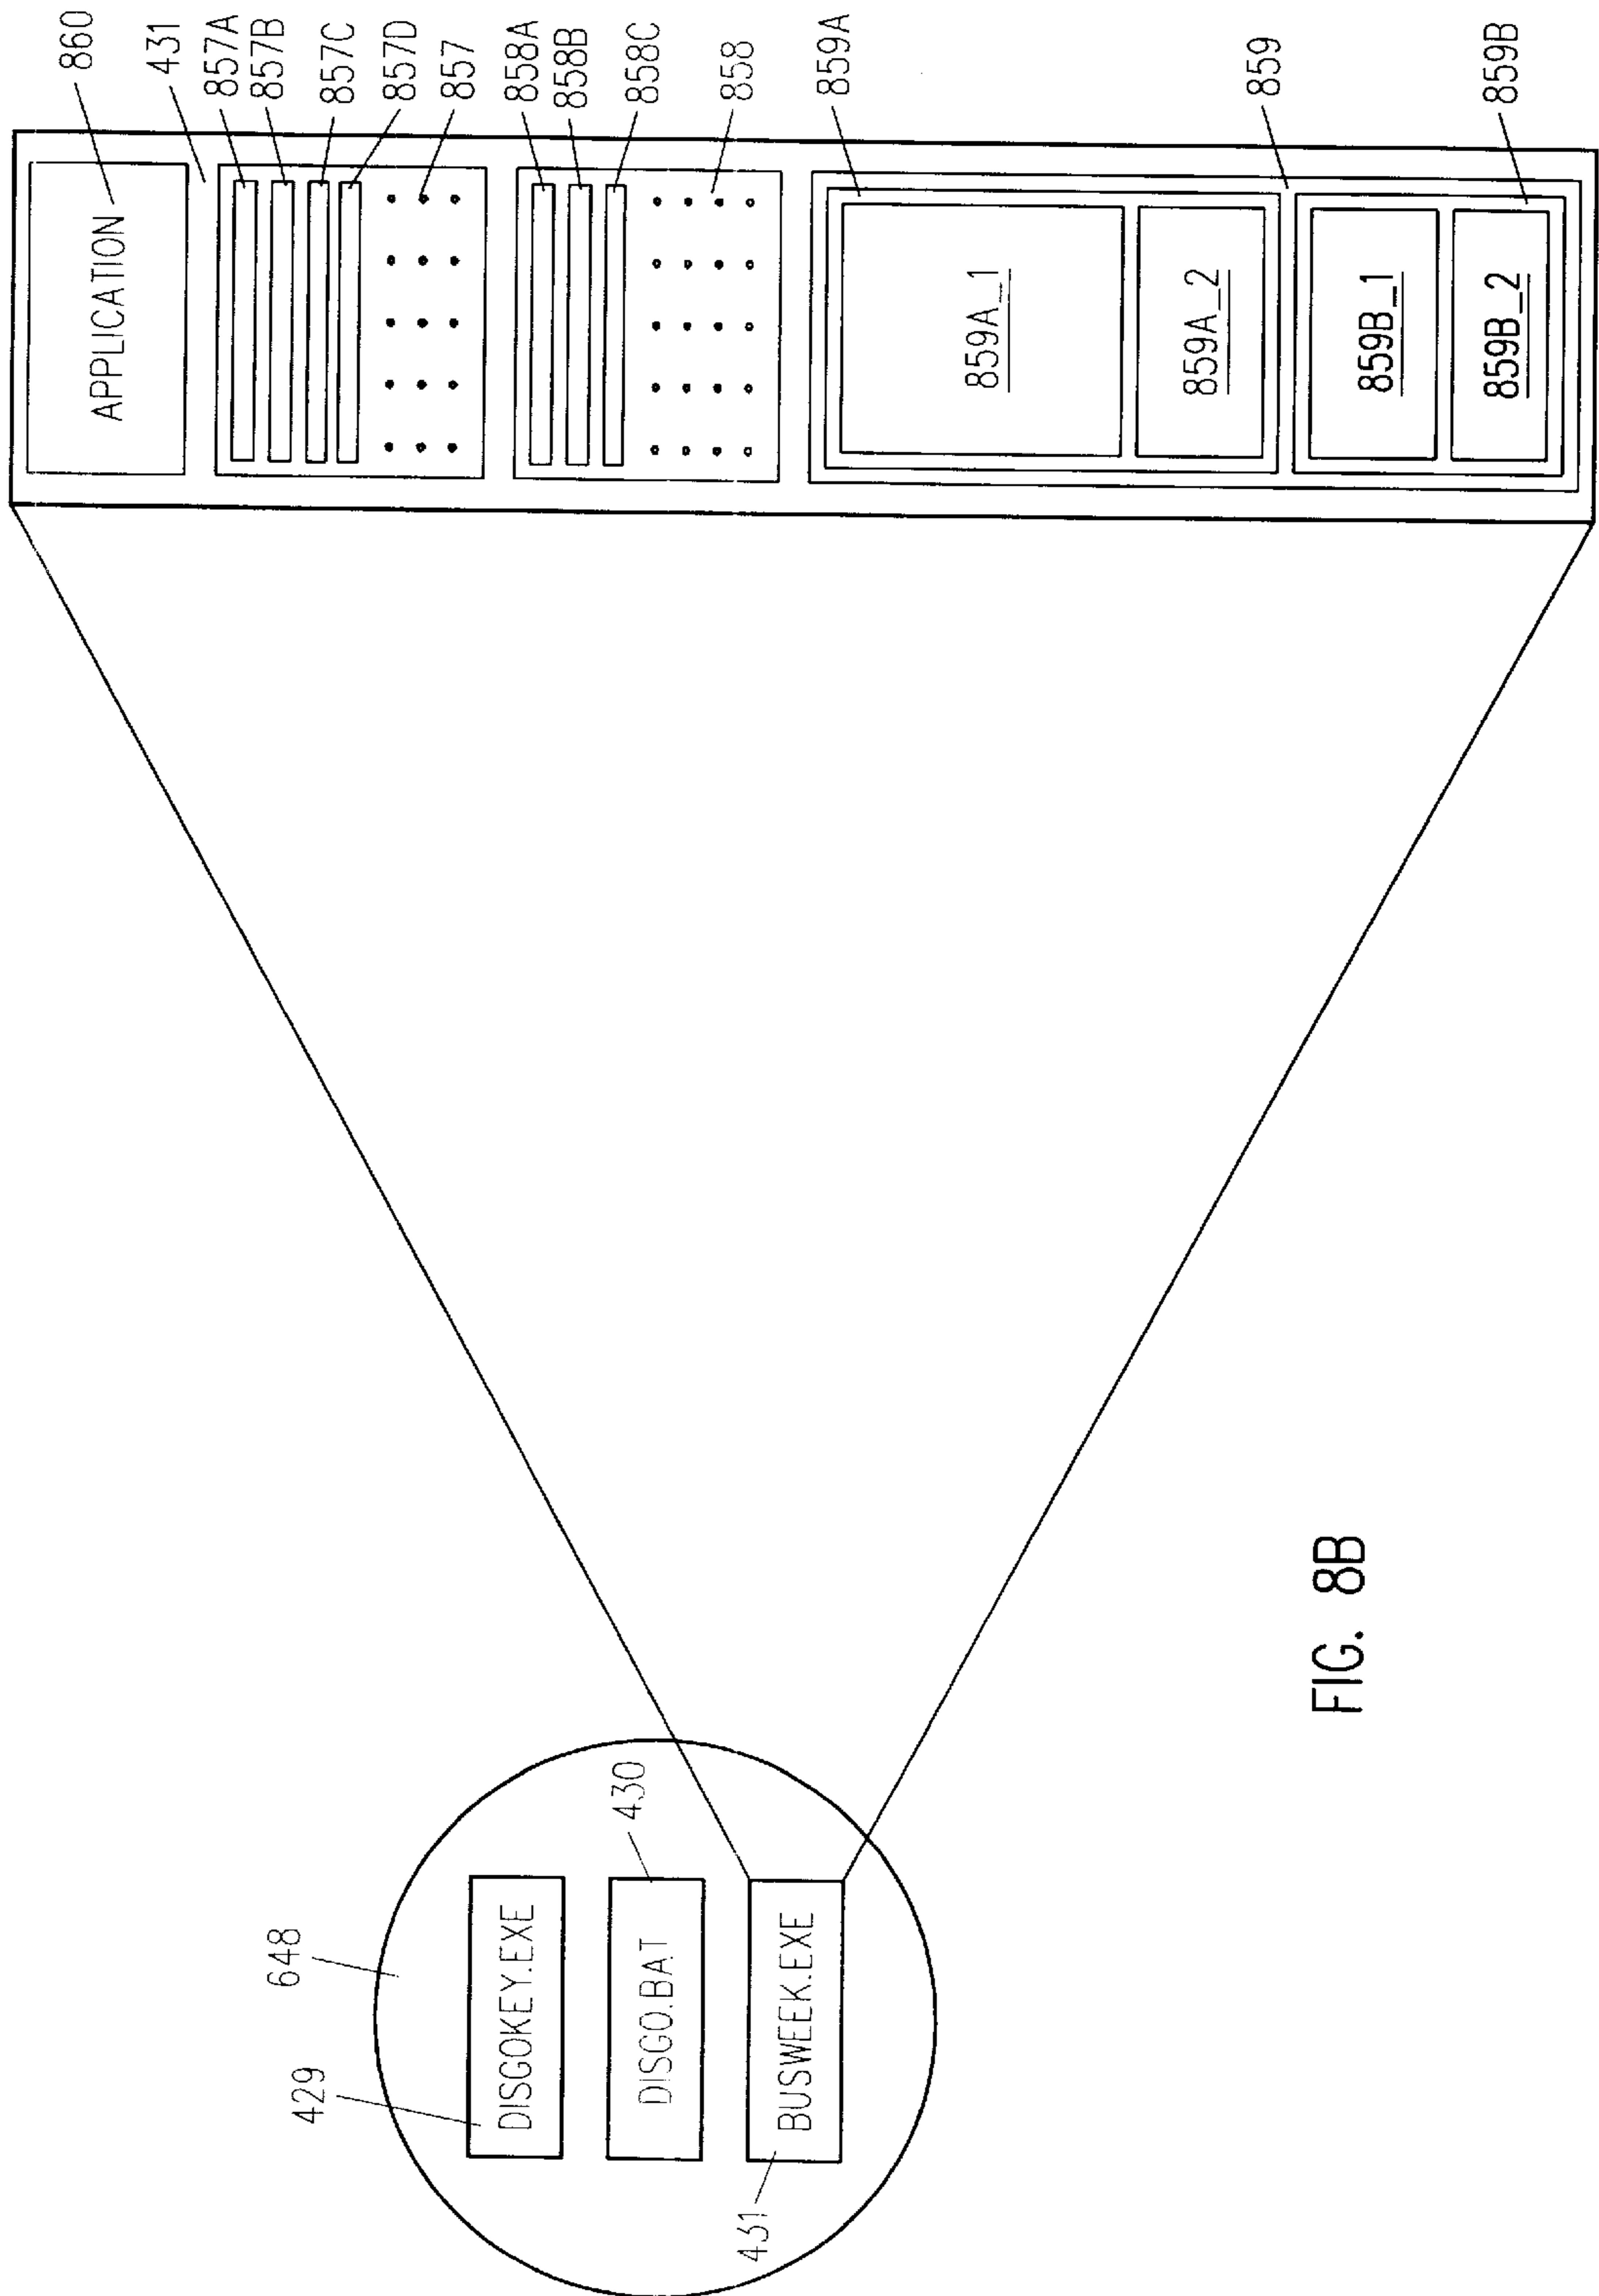 648
429
DISGOKEY.EXE
430
DISGO.BAT
431
BUSWEEK.EXE
860
APPLICATION
431
857A
857B
857C
857D
857
858A
858B
858C
858
859A
859A_1
859A_2
859
859B_1
859B
859B_2
FIG. 8B